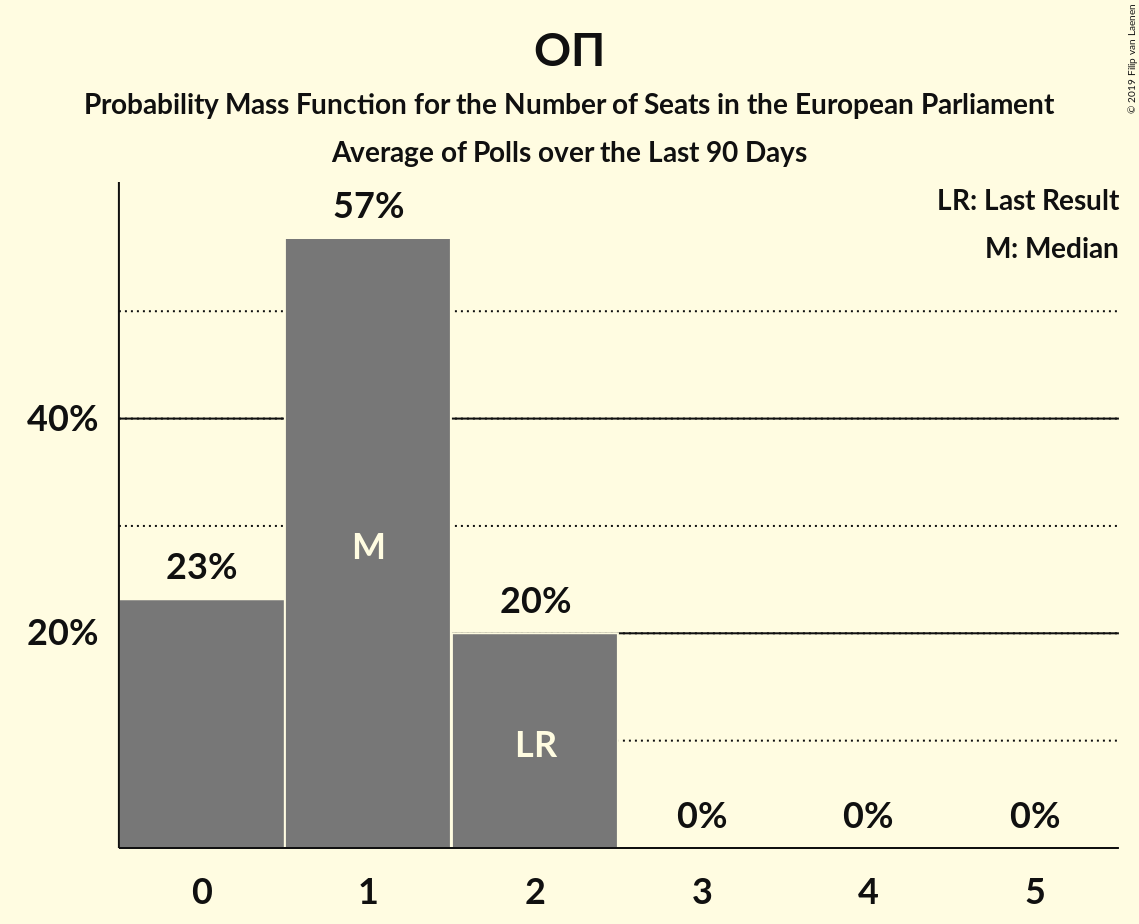 ОП
Probability Mass Function for the Number of Seats in the European Parliament
Average of Polls over the Last 90 Days
© 2019 Filip van Laenen
LR: Last Result
M: Median
57%
40%
M
23%
20%
20%
LR
0% 0% 0%
0 1 2 3 4 5